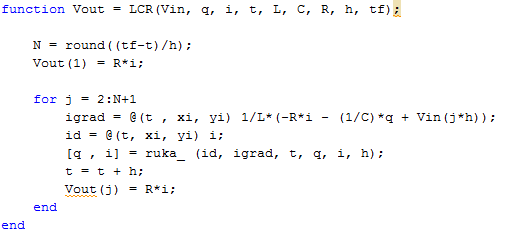 function Vout = LCR(Vin, q, i, t, L, C, R, h, tf);
N = round((tf-t)/h);
Vout(1) = R*i;
for j = 2:N+1
igrad = @(t , xi, yi) 1/L*(-R*i - (1/C)*q + Vin(j*h));
id = @(t, xi, yi) i;
[q , i] = ruka_ (id, igrad, t, q, i, h);
t = t + h;
Vout(j) = R*i;
end
end